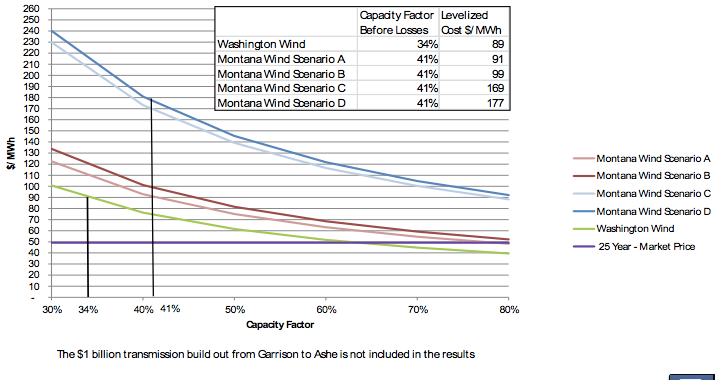 260
250
240
230
220
210
200
190
180
170
160
150
140
130
120
110
100
90
80
70
60
50
40
30
20
10
-
$/MWh
Capacity Factor Levelized
Before Losses Cost $/MWh
Washington Wind 34% 89
Montana Wind Scenario A 41% 91
Montana Wind Scenario B 41% 99
Montana Wind Scenario C 41% 169
Montana Wind Scenario D 41% 177
Montana Wind Scenario A
Montana Wind Scenario B
Montana Wind Scenario C
Montana Wind Scenario D
Washington Wind
25 Year - Market Price
30% 34% 40% 41% 50% 60% 70% 80%
Capacity Factor
The $1 billion transmission build out from Garrison to Ashe is not included in the results